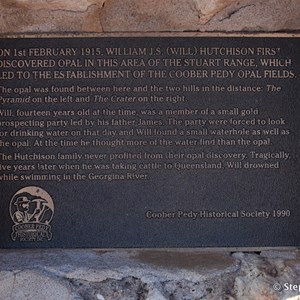 ON 1st FEBRUARY 1915, WILLIAM J.S. (WILL) HUTCHISON FIRST
DISCOVERED OPAL IN THIS AREA OF THE STUART RANGE, WHICH
LED TO THE ESTABLISHMENT OF THE COOBER PEDY OPAL FIELDS.
The opal was found between here and the two hills in the distance: The
Pyramid on the left and The Crater on the right.
Will, fourteen years old at the time, was a member of a small gold
prospecting party led by his father James. The party were forced to look
for drinking water on that day and Will found a small waterhole as well as
the opal. At the time he thought more of the water find than the opal.
The Hutchison family never profited from their opal discovery. Tragically,
five years later when he was taking cattle to Queensland, Will drowned
while swimming in the Georgina River.
COOBER PEDY
HISTORICAL
SOCIETY
Coober Pedy Historical Society 1990
© Step